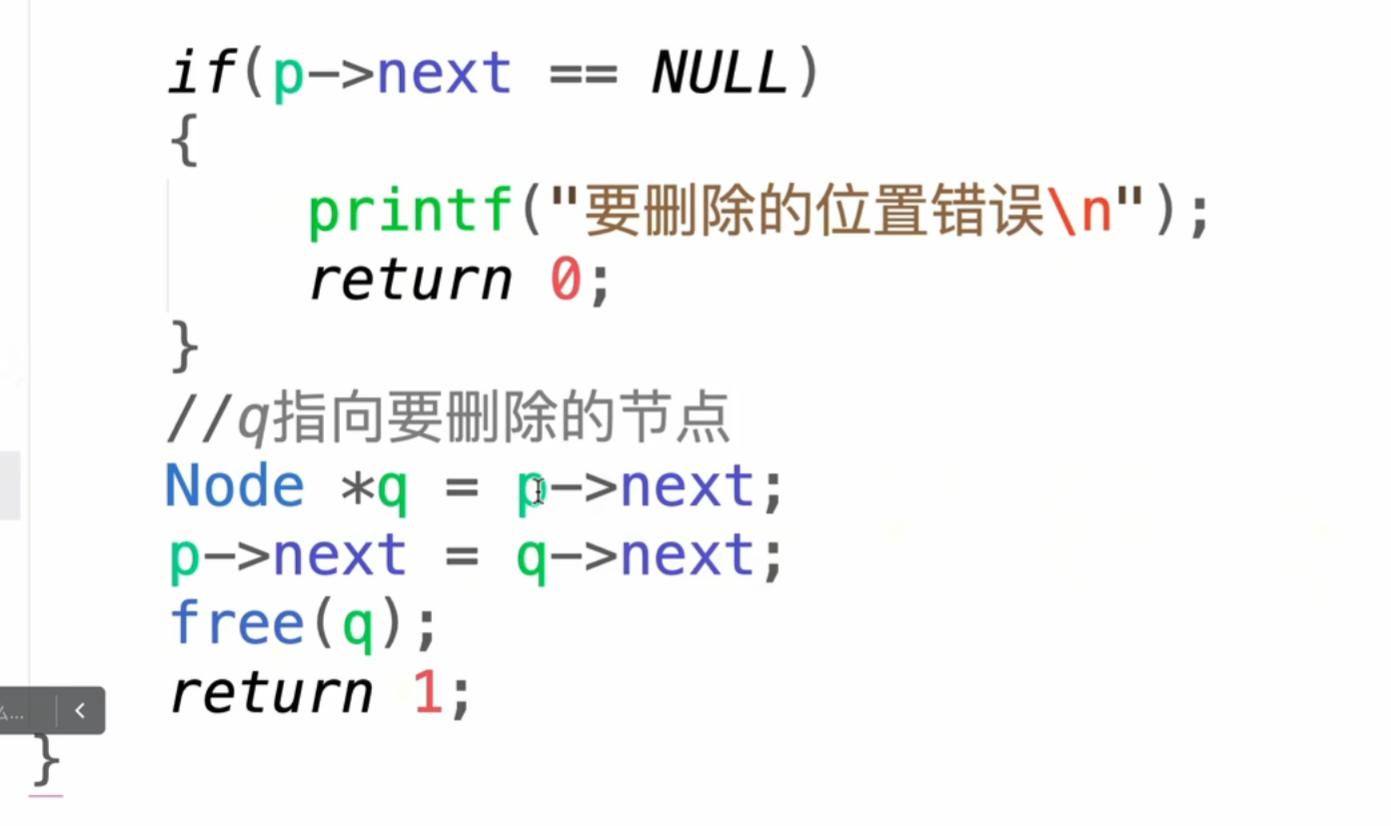 if(p->next == NULL)
{
printf("要删除的位置错误\n");
return 0;
}
//q指向要删除的节点
Node *q = p->next;
p->next = q->next;
free(q);
return 1;
}